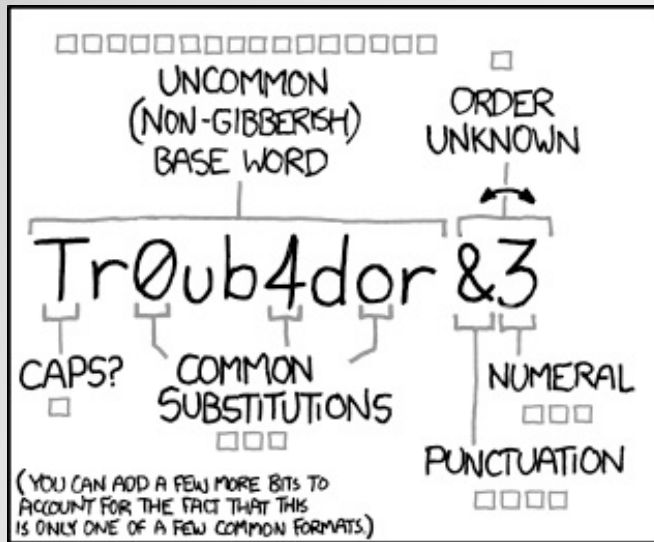 UNCOMMON
(NON-GIBBERISH)
BASE WORD
ORDER
UNKNOWN
Tr0ub4dor &3
CAPS?
COMMON
SUBSTITUTIONS
NUMERAL
PUNCTUATION
(YOU CAN ADD A FEW MORE BITS TO
ACCOUNT FOR THE FACT THAT THIS
IS ONLY ONE OF A FEW COMMON FORMATS.)